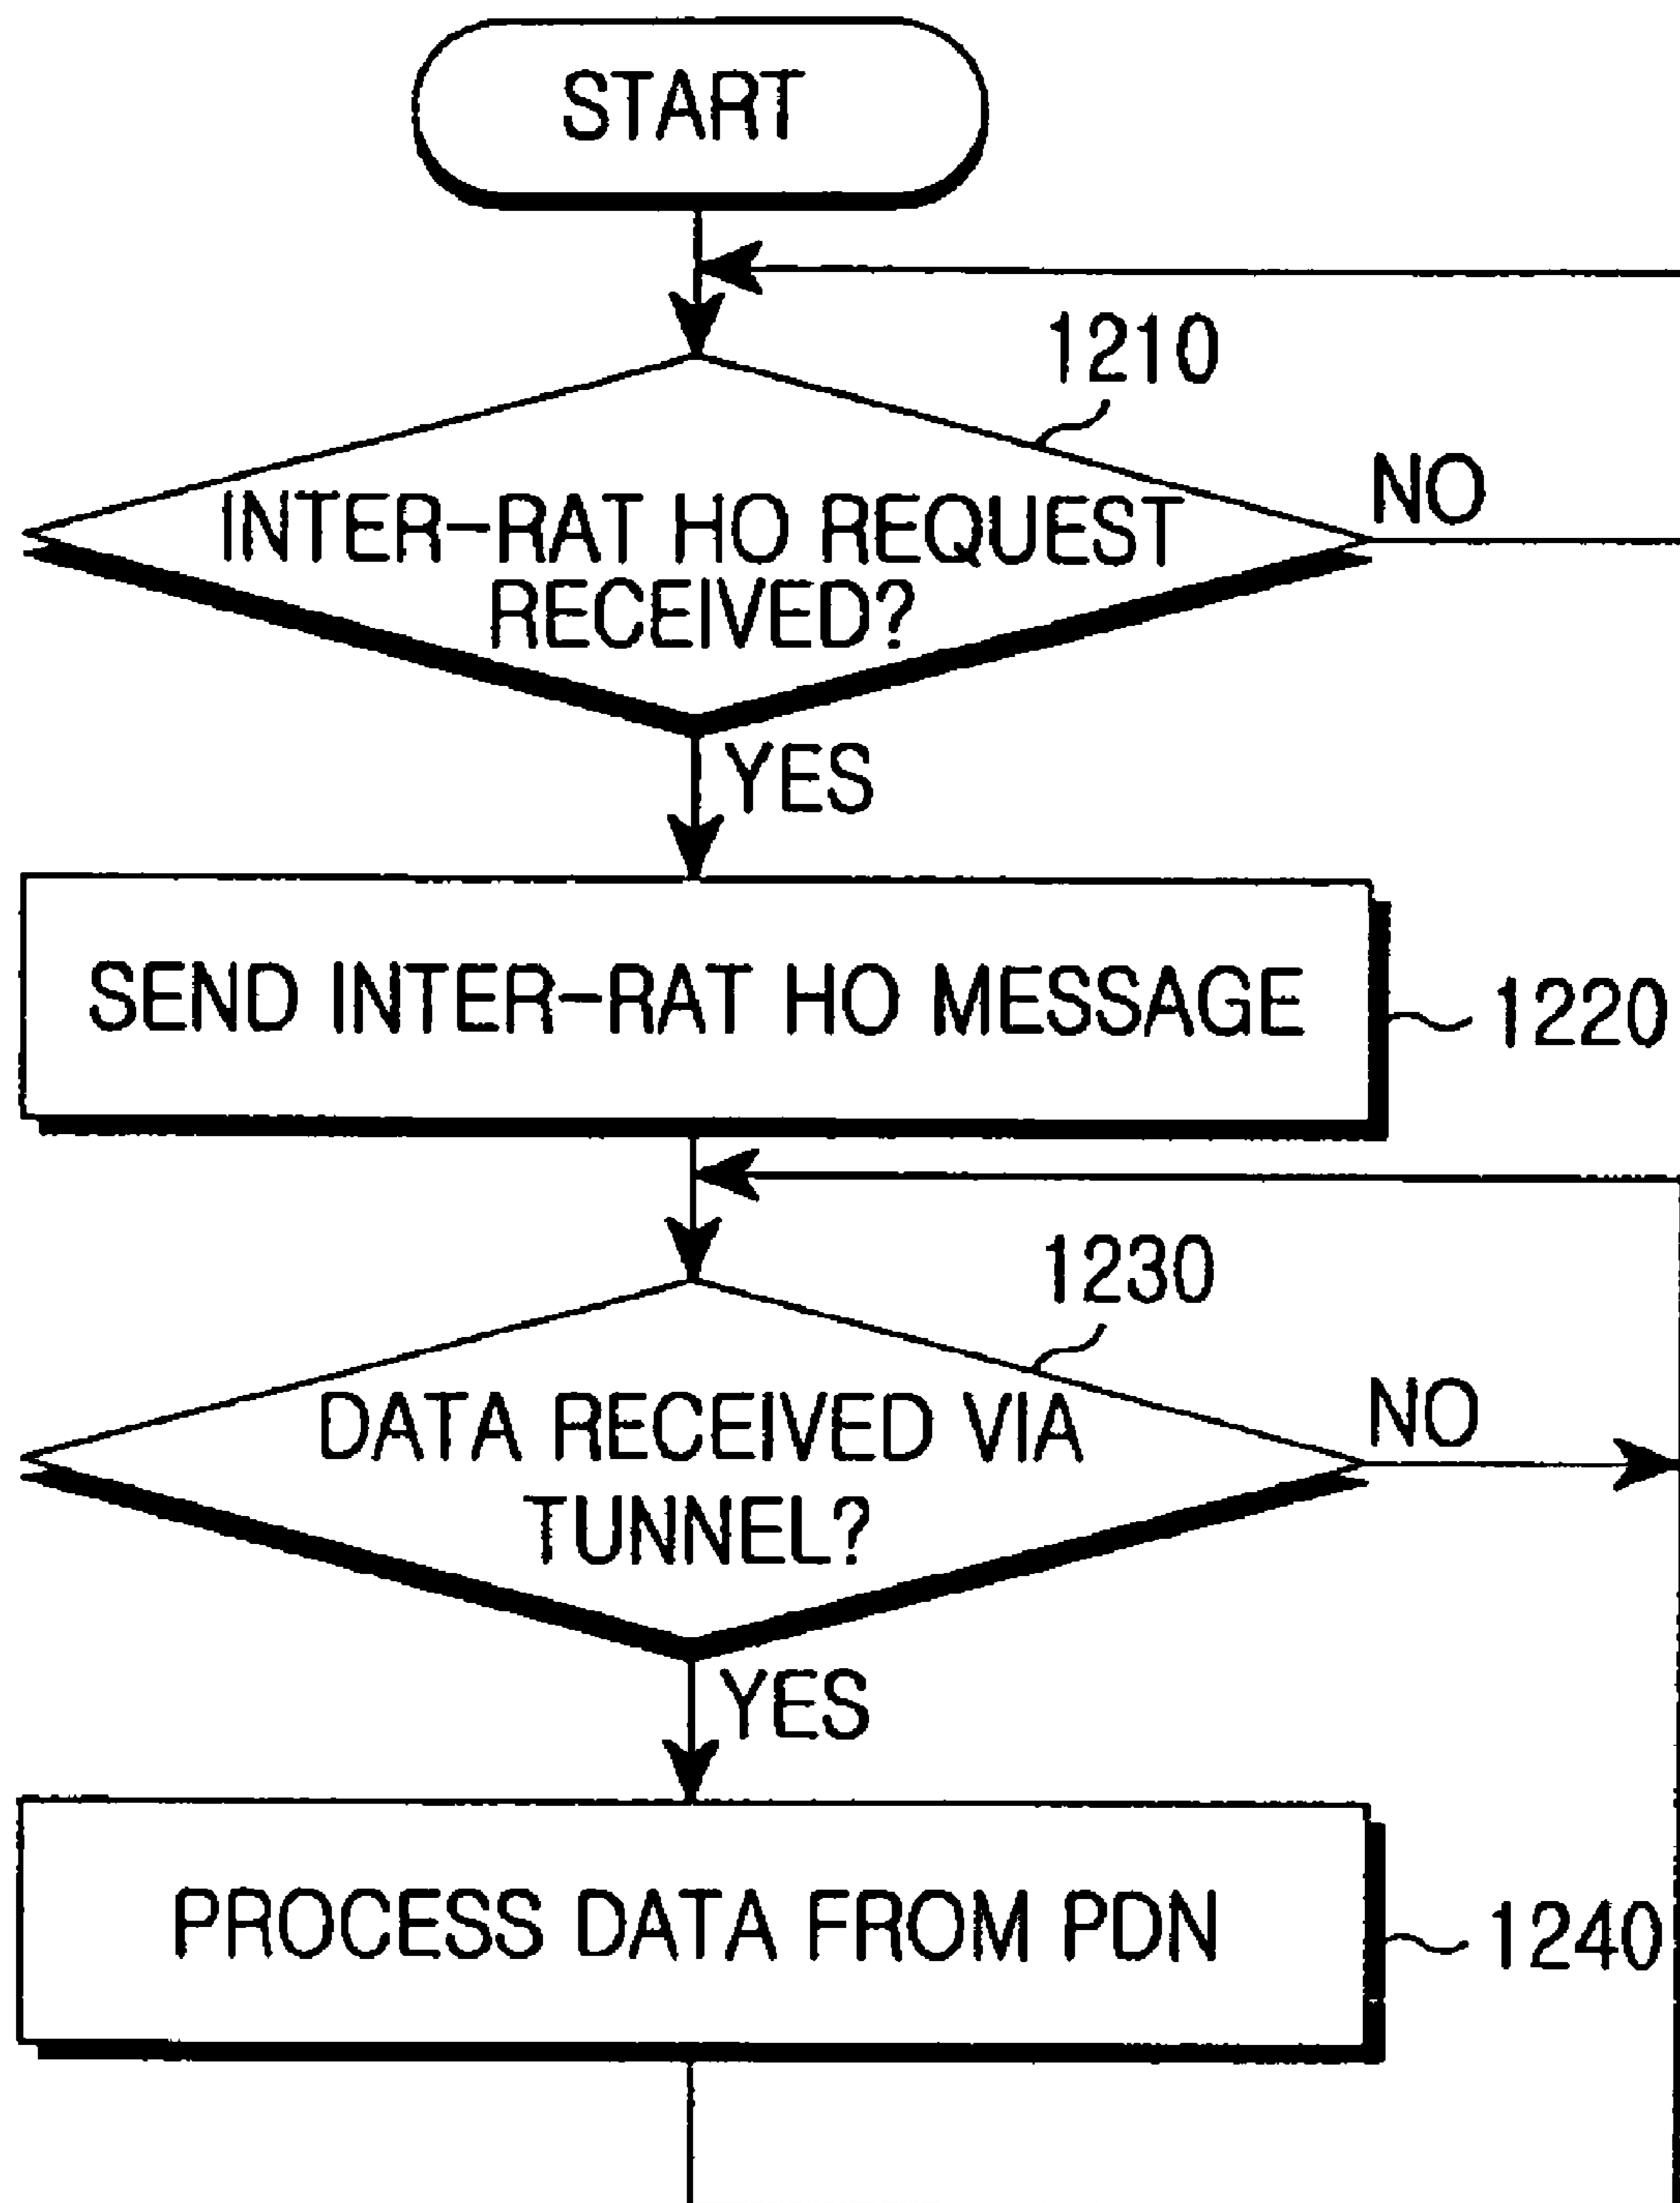 START
1210
NO
INTER-RAT HO REQUEST
RECEIVED?
YES
SEND INTER-RAT HO MESSAGE
1220
1230
NO
DATA RECEIVED VIA
TUNNEL?
YES
PROCESS DATA FROM PDN
1240